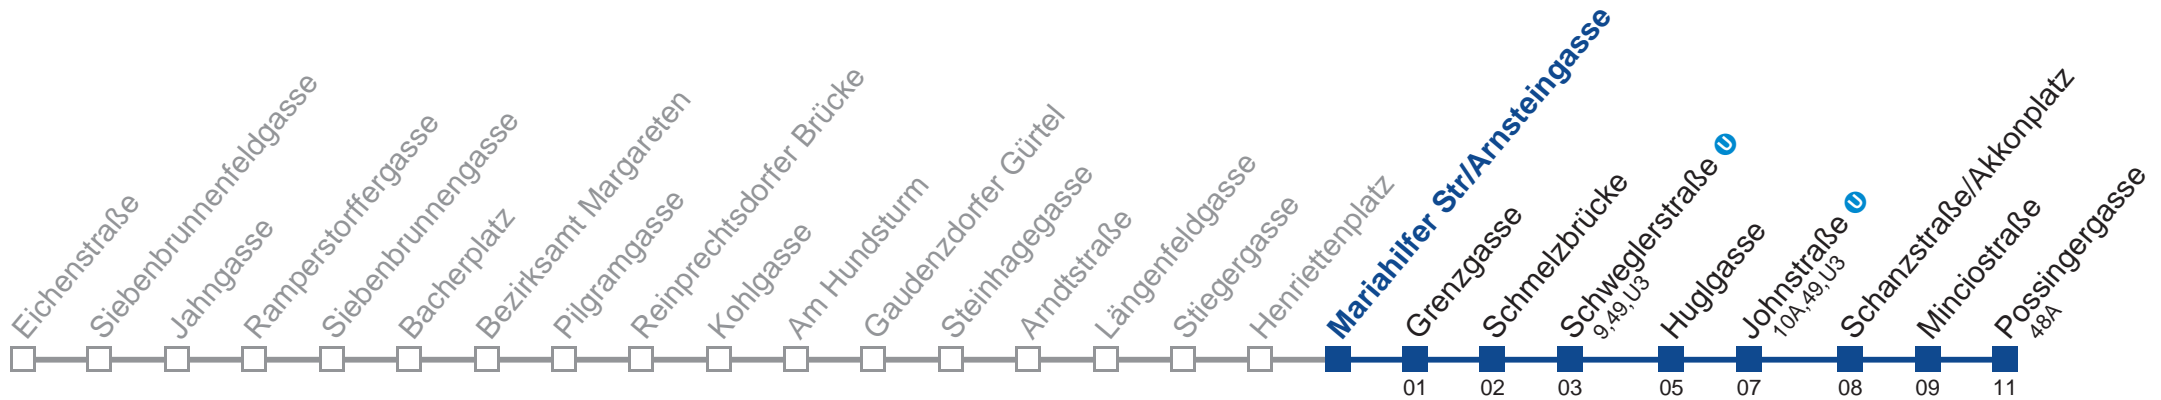 Eichenstraße
Siebenbrunnenfeldgasse
Jahngasse
Ramperstorffergasse
Siebenbrunnengasse
Bacherplatz
Bezirksamt Margareten
Pilgramgasse
Reinprechtsdorfer Brücke
Kohlgasse
Am Hundsturm
Gaudenzdorfer Gürtel
Steinhagegasse
Arndtstraße
Längenfeldgasse
Stiegergasse
Henriettenplatz
Mariahilfer Str/Arnsteingasse
Grenzgasse
Schmelzbrücke
Schweglerstraße U
9,49,U3
Huglgasse
Johnstraße U
10A,49,U3
Schanzstraße/Akkonplatz
Minciostraße
Possingergasse
48A
01 02 03 05 07 08 09 11